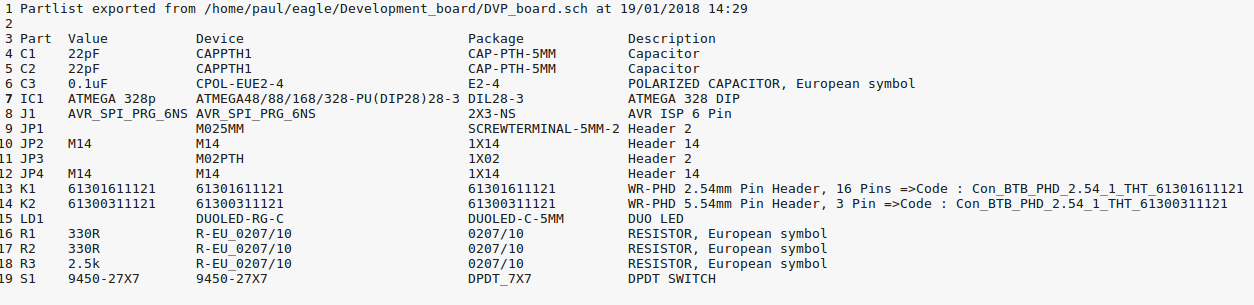 1 Partlist exported from /home/paul/eagle/Development_board/DVP_board.sch at 19/01/2018 14:29
2
3 Part  Value          Device                            Package             Description
4 C1    22pF           CAPPTH1                           CAP-PTH-5MM         Capacitor
5 C2    22pF           CAPPTH1                           CAP-PTH-5MM         Capacitor
6 C3    0.1uF          CPOL-EUE2-4                       E2-4                POLARIZED CAPACITOR, European symbol
7 IC1   ATMEGA 328p    ATMEGA48/88/168/328-PU(DIP28)28-3 DIL28-3             ATMEGA 328 DIP
8 J1    AVR_SPI_PRG_6NS AVR_SPI_PRG_6NS                  2X3-NS              AVR ISP 6 Pin
9 JP1                  M025MM                            SCREWTERMINAL-5MM-2 Header 2
10 JP2   M14            M14                               1X14                Header 14
11 JP3                  M02PTH                            1X02                Header 2
12 JP4   M14            M14                               1X14                Header 14
13 K1    61301611121    61301611121                       61301611121         WR-PHD 2.54mm Pin Header, 16 Pins =>Code : Con_BTB_PHD_2.54_1_THT_61301611121
14 K2    61300311121    61300311121                       61300311121         WR-PHD 5.54mm Pin Header, 3 Pin =>Code : Con_BTB_PHD_2.54_1_THT_61300311121
15 LD1                  DUOLED-RG-C                       DUOLED-C-5MM        DUO LED
16 R1    330R           R-EU_0207/10                      0207/10             RESISTOR, European symbol
17 R2    330R           R-EU_0207/10                      0207/10             RESISTOR, European symbol
18 R3    2.5k           R-EU_0207/10                      0207/10             RESISTOR, European symbol
19 S1    9450-27X7      9450-27X7                         DPDT_7X7            DPDT SWITCH